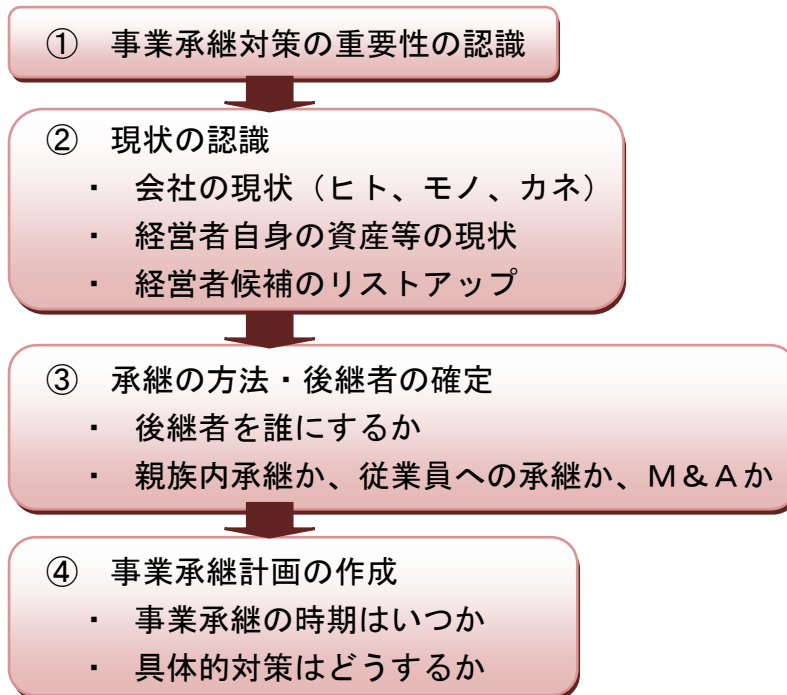 ① 事業承継対策の重要性の認識
② 現状の認識
・ 会社の現状（ヒト、モノ、カネ）
・ 経営者自身の資産等の現状
・ 経営者候補のリストアップ
③ 承継の方法・後継者の確定
・ 後継者を誰にするか
・ 親族内承継か、従業員への承継か、Ｍ＆Ａか
④ 事業承継計画の作成
・ 事業承継の時期はいつか
・ 具体的対策はどうするか